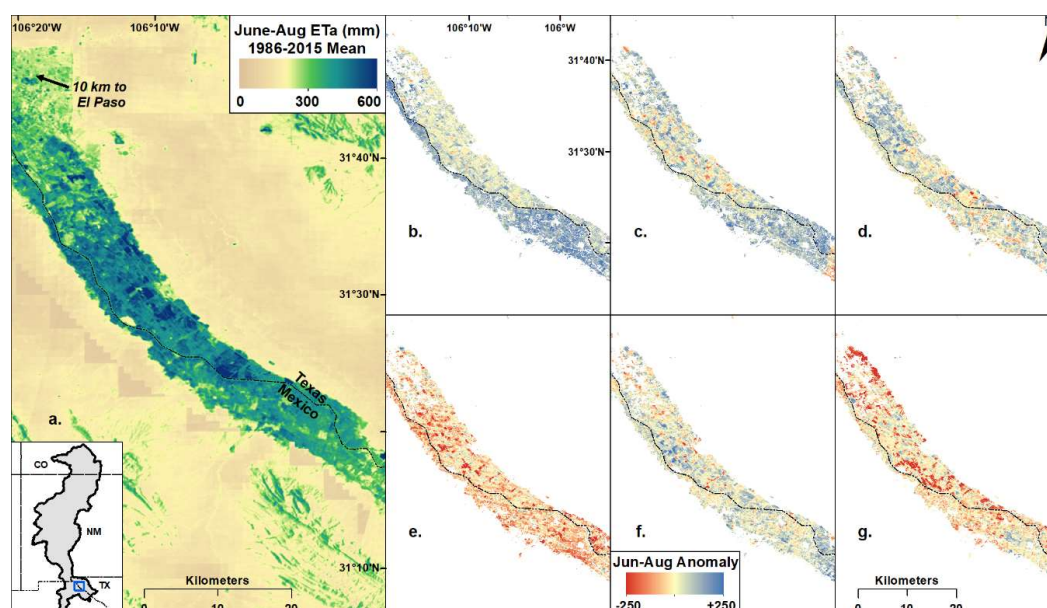 106°20'W
106°10'W
June-Aug ETa (mm)
1986-2015 Mean
0
300
600
10 km to
El Paso
31°40'N
31°30'N
31°10'N
Texas
Mexico
a.
CO
NM
TX
Kilometers
0
10
20
106°10'W
106°W
31°40'N
31°30'N
b.
c.
d.
e.
f.
g.
Jun-Aug Anomaly
-250
+250
Kilometers
0
10
20